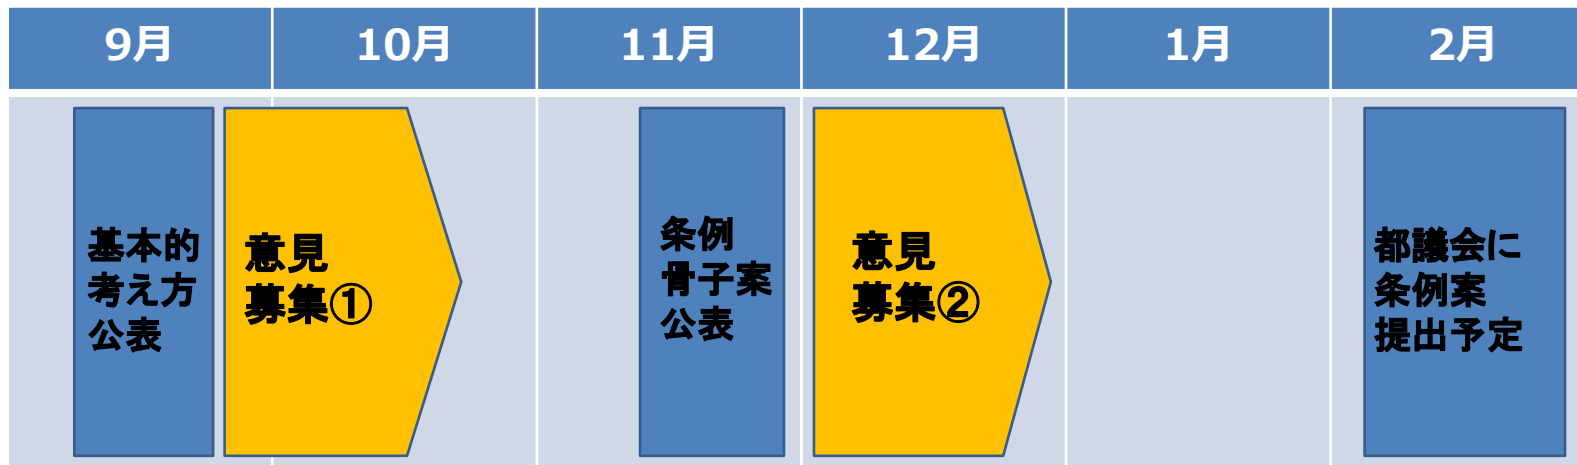 9月 10月 11月 12月 1月 2月
基本的
考え方
公表
意見
募集①
条例
骨子案
公表
意見
募集②
都議会に
条例案
提出予定